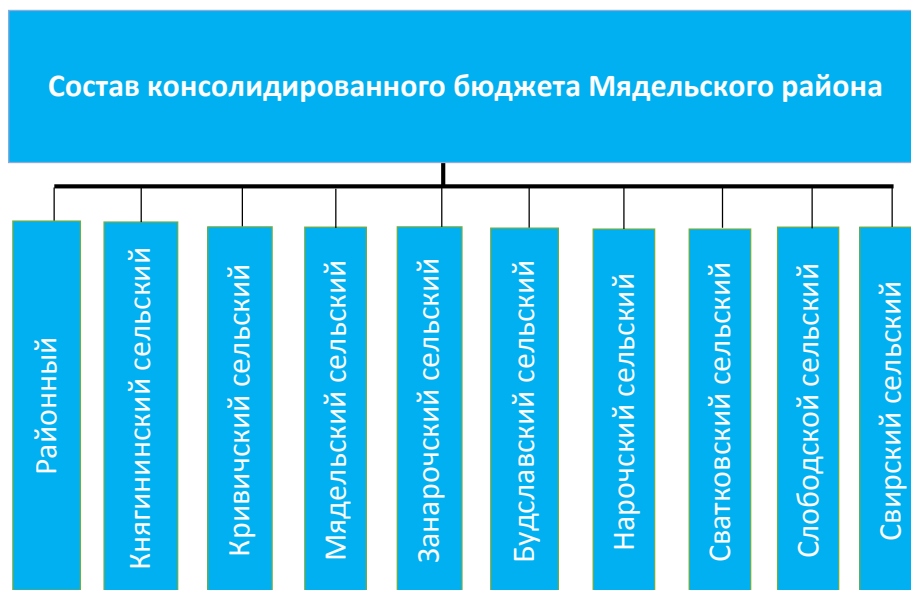 Состав консолидированного бюджета Мядельского района
Районный
Княгининский сельский
Кривичский сельский
Мядельский сельский
Занарочский сельский
Будславский сельский
Нарочский сельский
Сватковский сельский
Слободской сельский
Свирский сельский